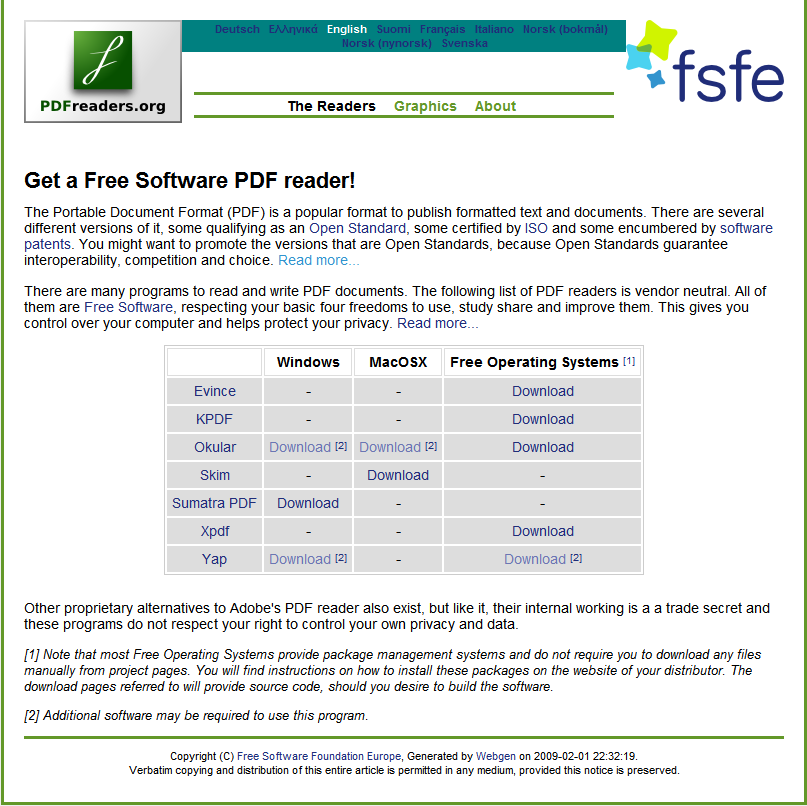 Deutsch Ελληνικά English Suomi Français Italiano Norsk (bokmål)
Norsk (nynorsk) Svenska
PDFreaders.org
fsfe
The Readers Graphics About
Get a Free Software PDF reader!
The Portable Document Format (PDF) is a popular format to publish formatted text and documents. There are several
different versions of it, some qualifying as an Open Standard, some certified by ISO and some encumbered by software
patents. You might want to promote the versions that are Open Standards, because Open Standards guarantee
interoperability, competition and choice. Read more...
There are many programs to read and write PDF documents. The following list of PDF readers is vendor neutral. All of
them are Free Software, respecting your basic four freedoms to use, study share and improve them. This gives you
control over your computer and helps protect your privacy. Read more...
Windows MacOSX Free Operating Systems [1]
Evince - - Download
KPDF - - Download
Okular Download [2] Download [2] Download
Skim - Download -
Sumatra PDF Download - -
Xpdf - - Download
Yap Download [2] - Download [2]
Other proprietary alternatives to Adobe's PDF reader also exist, but like it, their internal working is a a trade secret and
these programs do not respect your right to control your own privacy and data.
[1] Note that most Free Operating Systems provide package management systems and do not require you to download any files
manually from project pages. You will find instructions on how to install these packages on the website of your distributor. The
download pages referred to will provide source code, should you desire to build the software.
[2] Additional software may be required to use this program.
Copyright (C) Free Software Foundation Europe, Generated by Webgen on 2009-02-01 22:32:19.
Verbatim copying and distribution of this entire article is permitted in any medium, provided this notice is preserved.